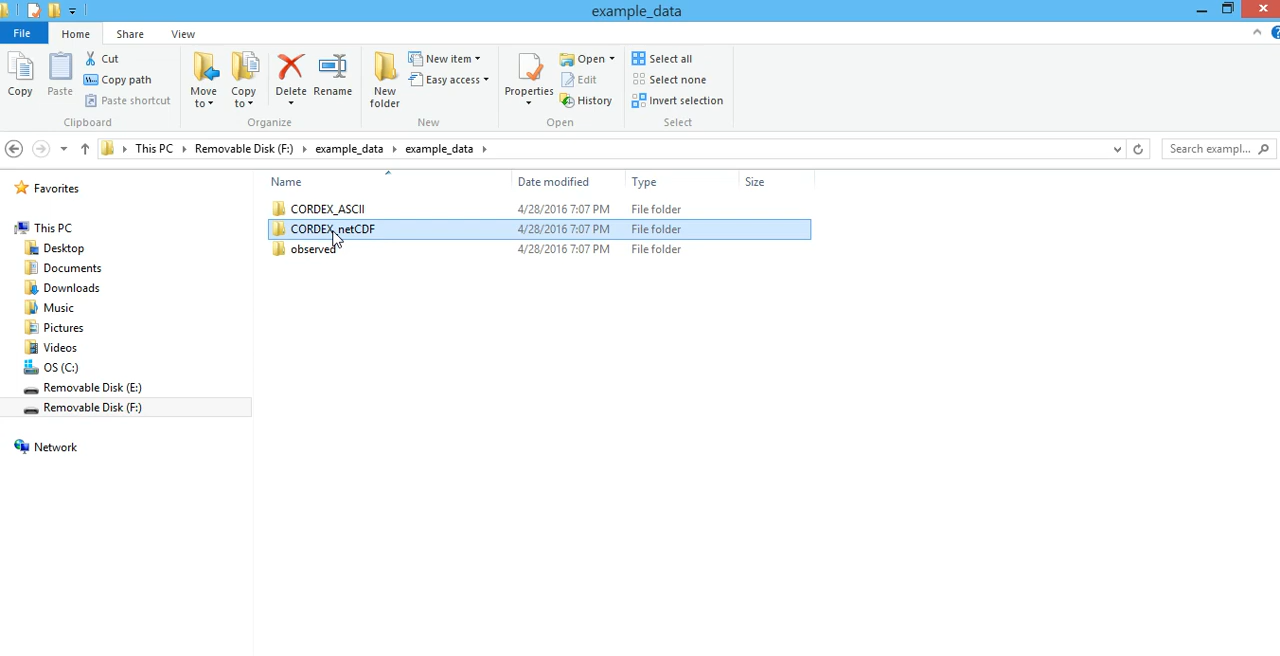 example_data
File Home Share View
Copy
Paste
Cut
Copy path
Paste shortcut
Clipboard
Move to
Copy to
Delete
Rename
Organize
New folder
New item
Easy access
New
Properties
Open
Edit
History
Open
Select all
Select none
Invert selection
Select
This PC Removable Disk (F:) example_data example_data
Search exampl...
Name Date modified Type Size
CORDEX_ASCII 4/28/2016 7:07 PM File folder
CORDEX_netCDF 4/28/2016 7:07 PM File folder
observed 4/28/2016 7:07 PM File folder
Favorites
This PC
Desktop
Documents
Downloads
Music
Pictures
Videos
OS (C:)
Removable Disk (E:)
Removable Disk (F:)
Network